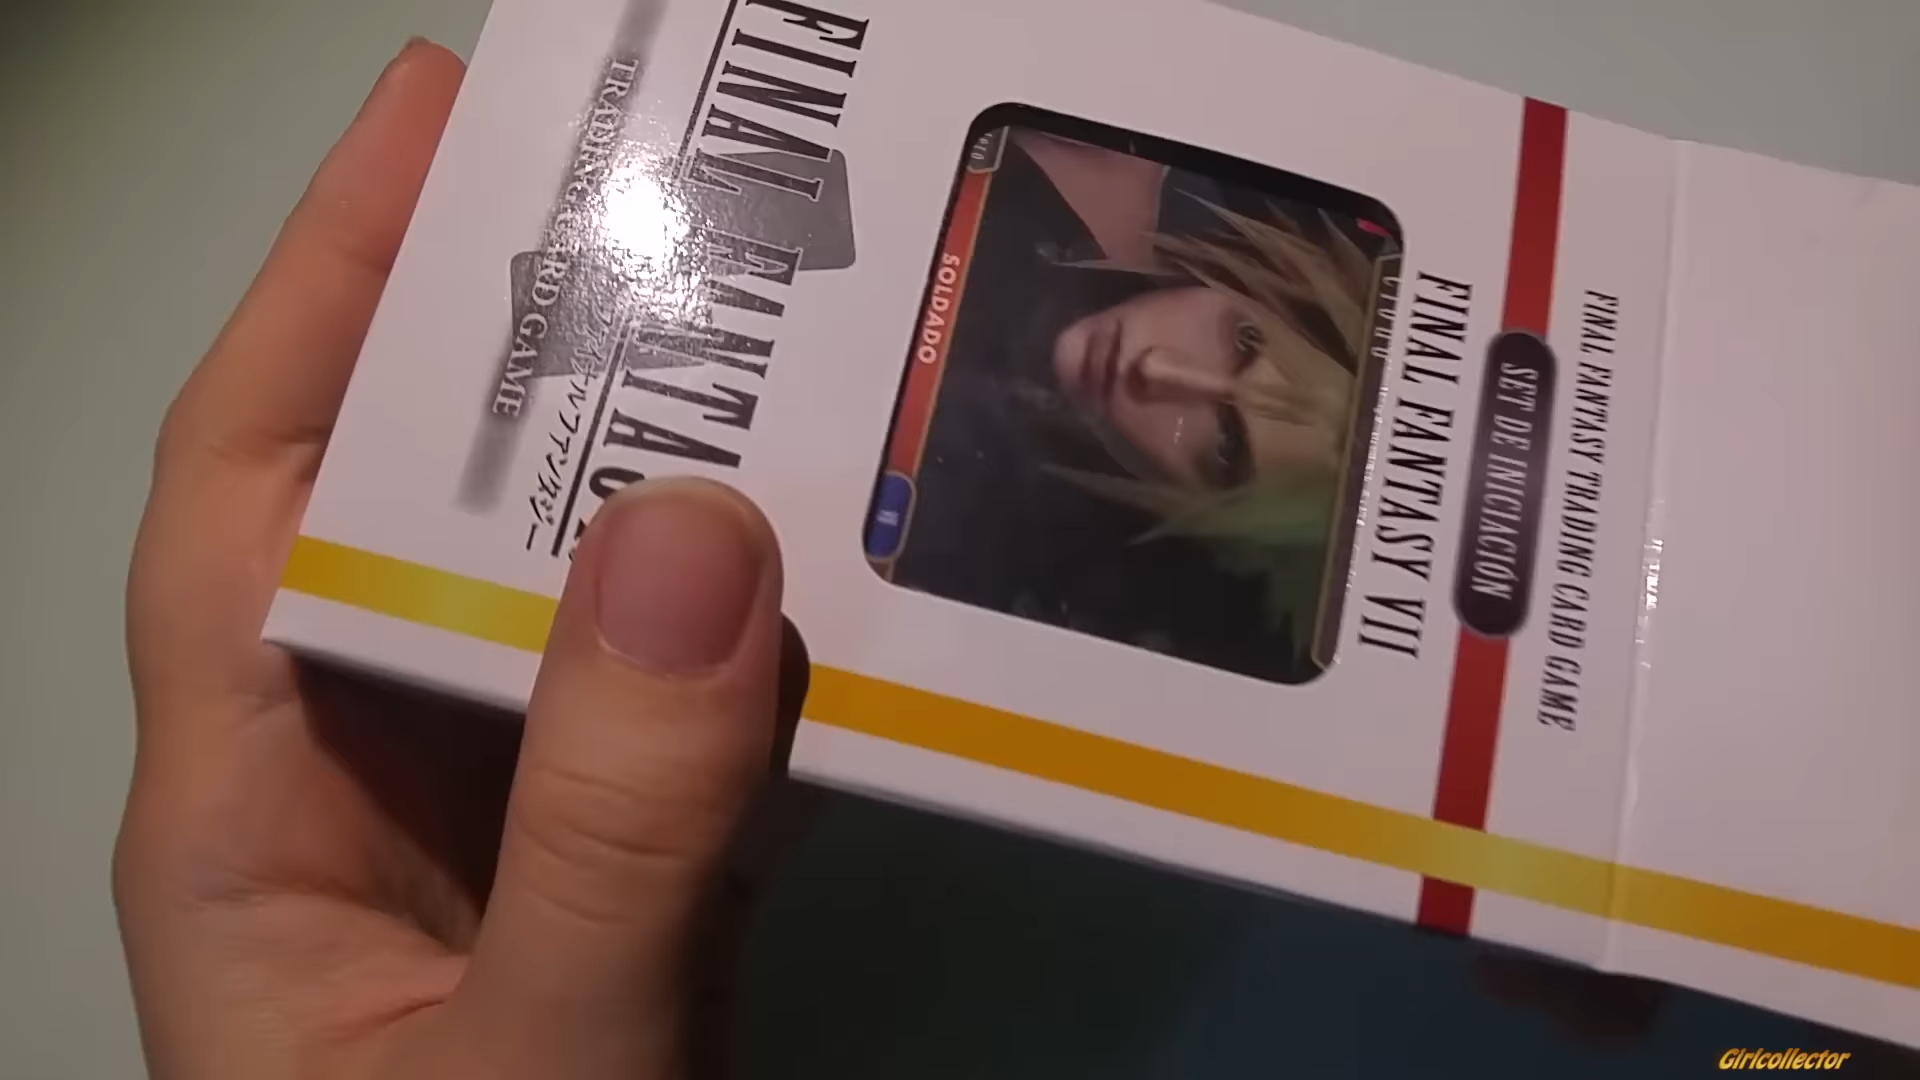 FINAL FANTASY TRADING CARD GAME
SET DE INICIACIÓN
FINAL FANTASY VII
SOLDADO
FINAL FANTA
TRADING CARD GAME
ファイナルファンタジー
Girlcollector